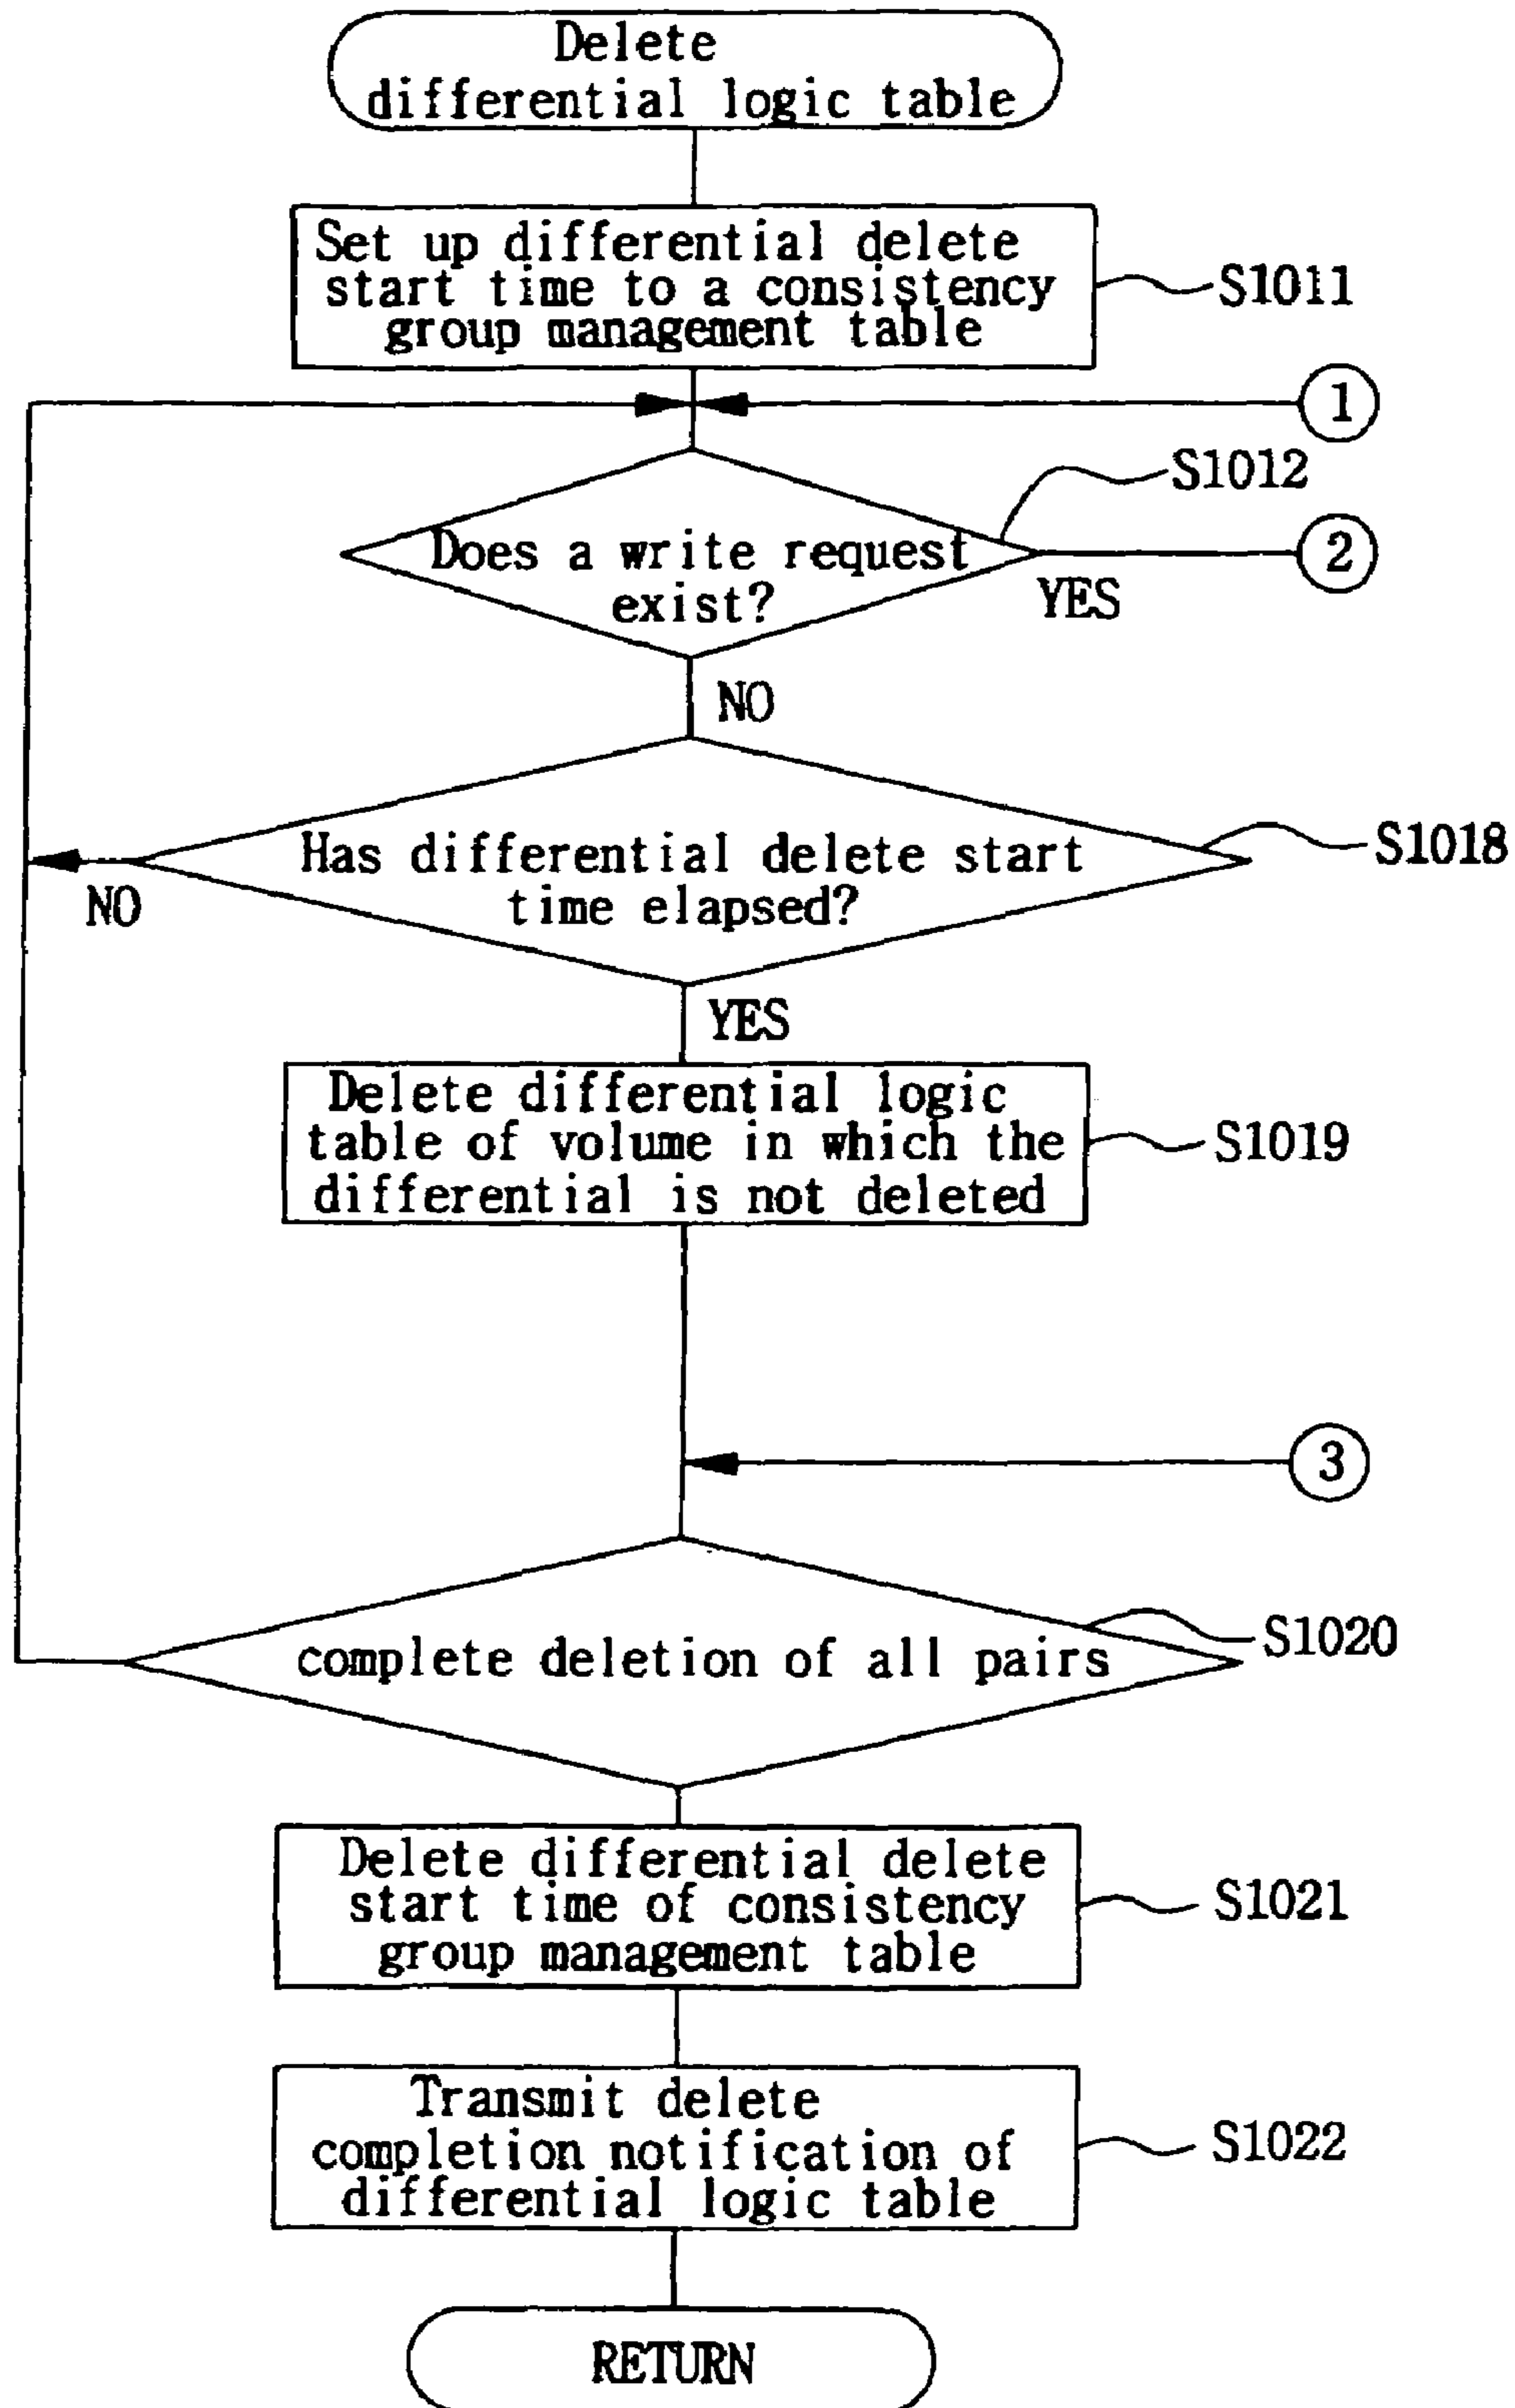 Delete
differential logic table
Set up differential delete
start time to a consistency
group management table
S1011
1
S1012
Does a write request
exist?
2
YES
NO
Has differential delete start
time elapsed?
S1018
NO
YES
Delete differential logic
table of volume in which the
differential is not deleted
S1019
3
complete deletion of all pairs
S1020
Delete differential delete
start time of consistency
group management table
S1021
Transmit delete
completion notification of
differential logic table
S1022
RETURN